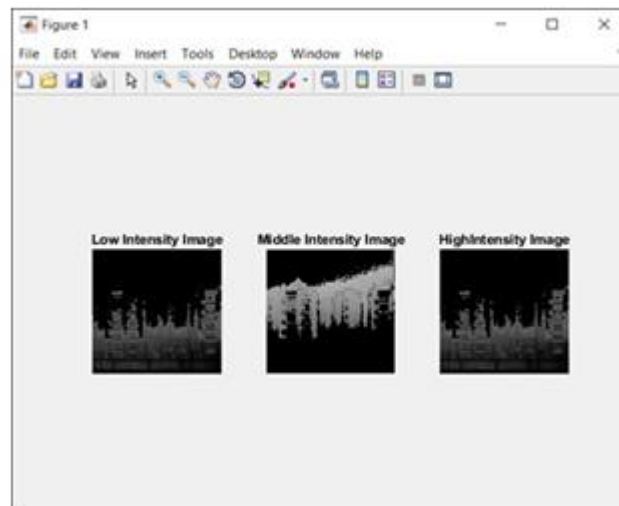 Figure 1
File Edit View Insert Tools Desktop Window Help
Low Intensity Image Middle Intensity Image HighIntensity Image